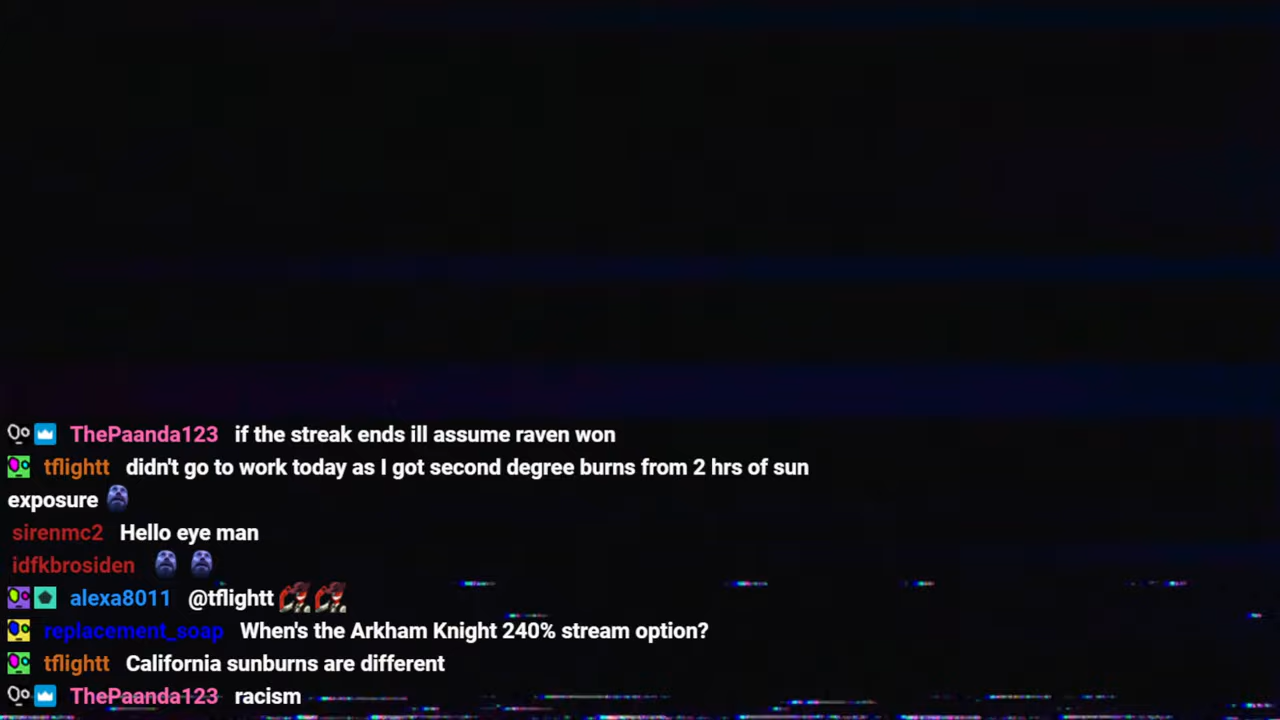 ThePaanda123 if the streak ends ill assume raven won
tflightt didn't go to work today as I got second degree burns from 2 hrs of sun
exposure
sirenmc2 Hello eye man
idfkbrosiden
alexa8011 @tflightt
replacement_soap When's the Arkham Knight 240% stream option?
tflightt California sunburns are different
ThePaanda123 racism